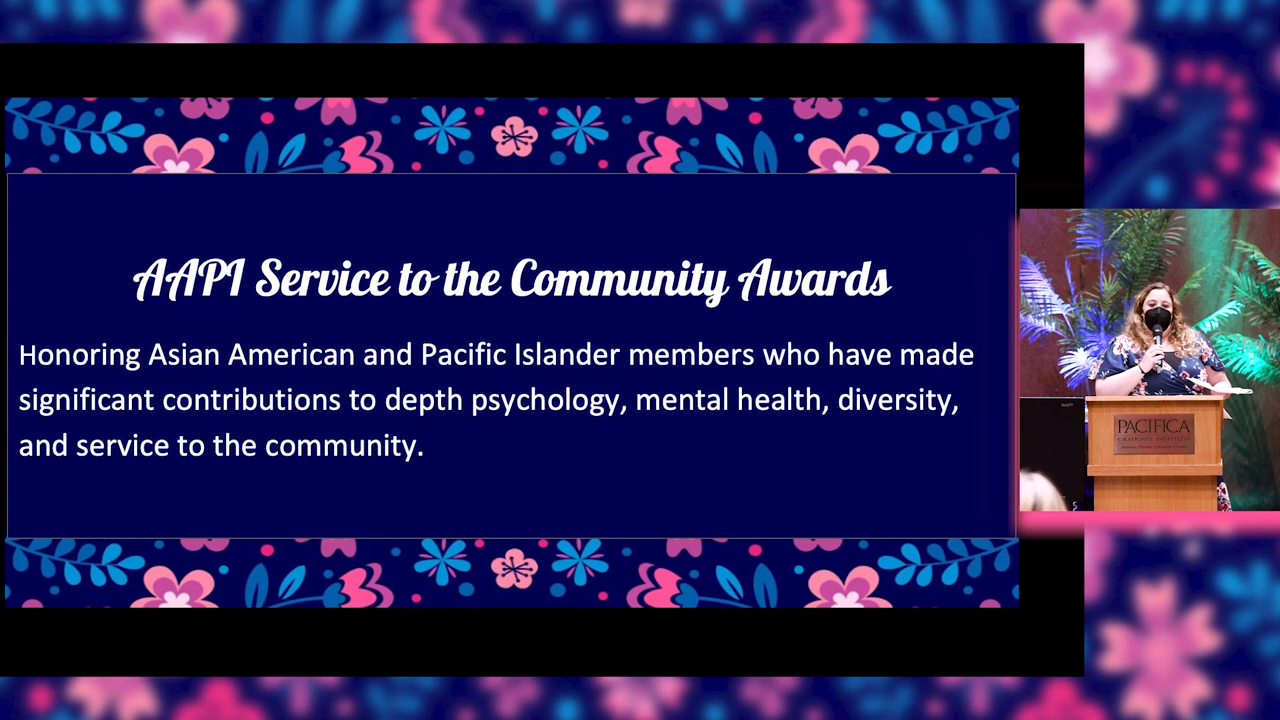 AAPI Service to the Community Awards
Honoring Asian American and Pacific Islander members who have made
significant contributions to depth psychology, mental health, diversity,
and service to the community.
PACIFICA
GRADUATE INSTITUTE